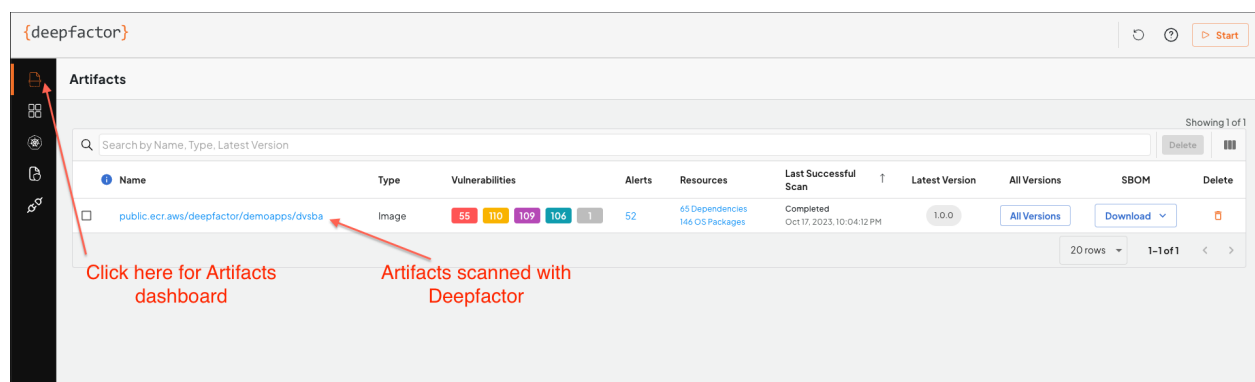 {deepfactor}
Start
Artifacts
Showing 1 of 1
Search by Name, Type, Latest Version
Delete
Name Type Vulnerabilities Alerts Resources Last Successful Scan Latest Version All Versions SBOM Delete
public.ecr.aws/deepfactor/demoapps/dvsba Image 55 110 109 106 1 52 65 Dependencies Completed 1.0.0 All Versions Download
146 OS Packages Oct 17, 2023, 10:04:12 PM
20 rows 1-1 of 1
Click here for Artifacts
dashboard
Artifacts scanned with
Deepfactor